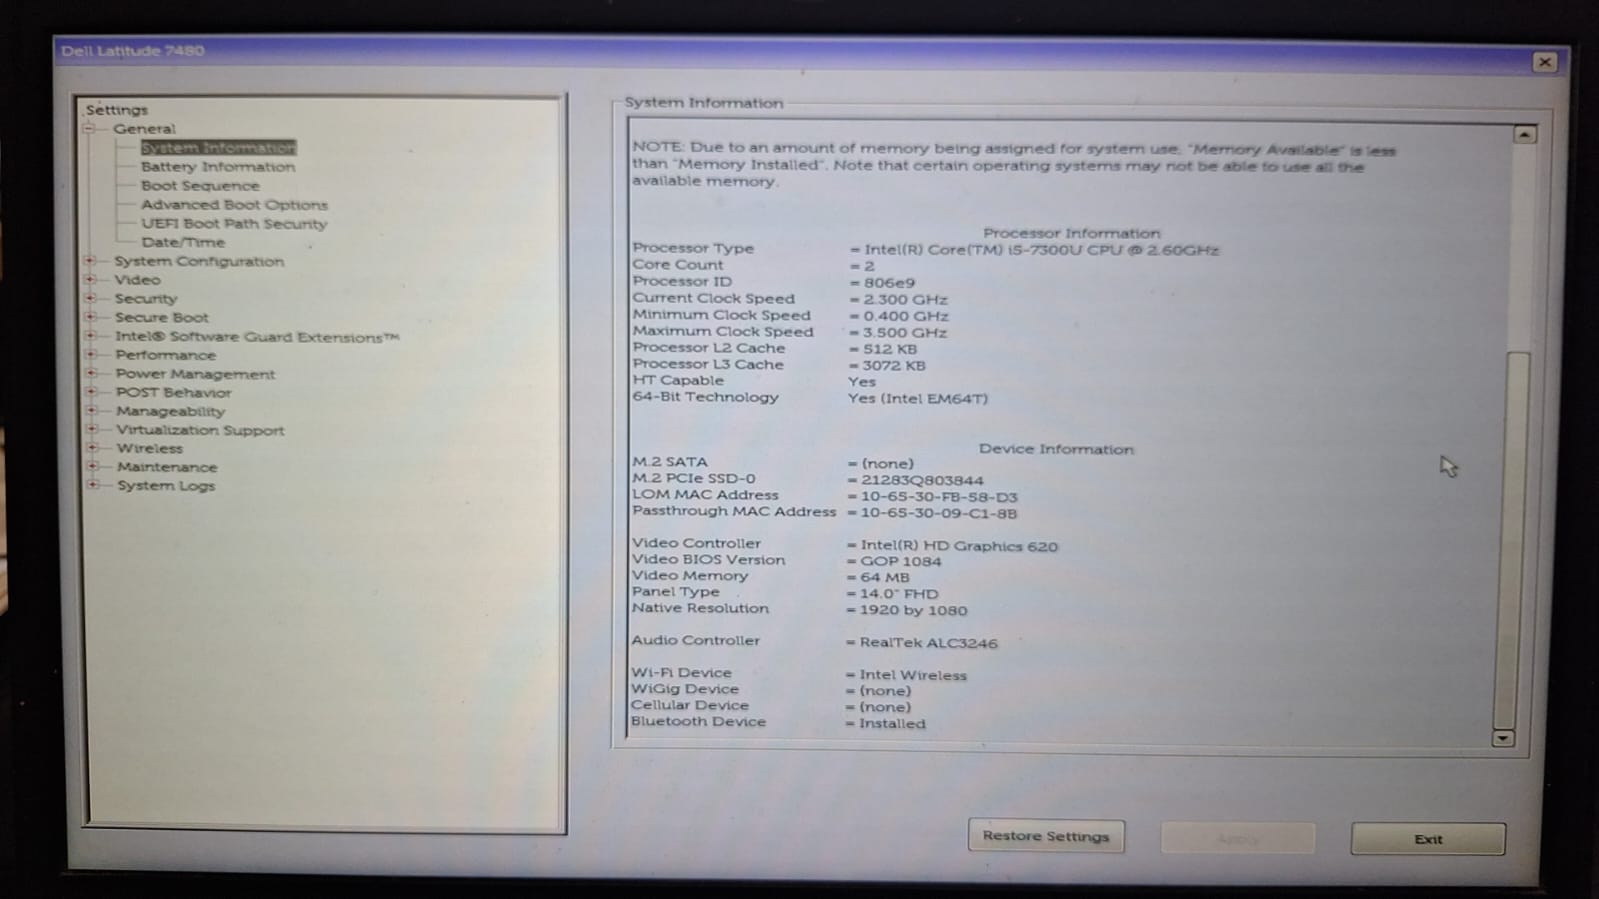 Dell Latitude 7480
Settings
General
System Information
Battery Information
Boot Sequence
Advanced Boot Options
UEFI Boot Path Security
Date/Time
System Configuration
Video
Security
Secure Boot
Intel® Software Guard Extensions™
Performance
Power Management
POST Behavior
Manageability
Virtualization Support
Wireless
Maintenance
System Logs
System Information
NOTE: Due to an amount of memory being assigned for system use, "Memory Available" is less
than "Memory Installed". Note that certain operating systems may not be able to use all the
available memory.
Processor Information
Processor Type = Intel(R) Core(TM) i5-7300U CPU @ 2.60GHz
Core Count = 2
Processor ID = 806e9
Current Clock Speed = 2.300 GHz
Minimum Clock Speed = 0.400 GHz
Maximum Clock Speed = 3.500 GHz
Processor L2 Cache = 512 KB
Processor L3 Cache = 3072 KB
HT Capable Yes
64-Bit Technology Yes (Intel EM64T)
Device Information
M.2 SATA = (none)
M.2 PCIe SSD-0 = 21283Q803844
LOM MAC Address = 10-65-30-FB-58-D3
Passthrough MAC Address = 10-65-30-09-C1-8B
Video Controller = Intel(R) HD Graphics 620
Video BIOS Version = GOP 1084
Video Memory = 64 MB
Panel Type = 14.0" FHD
Native Resolution = 1920 by 1080
Audio Controller = RealTek ALC3246
Wi-Fi Device = Intel Wireless
WiGig Device = (none)
Cellular Device = (none)
Bluetooth Device = Installed
Restore Settings
Exit